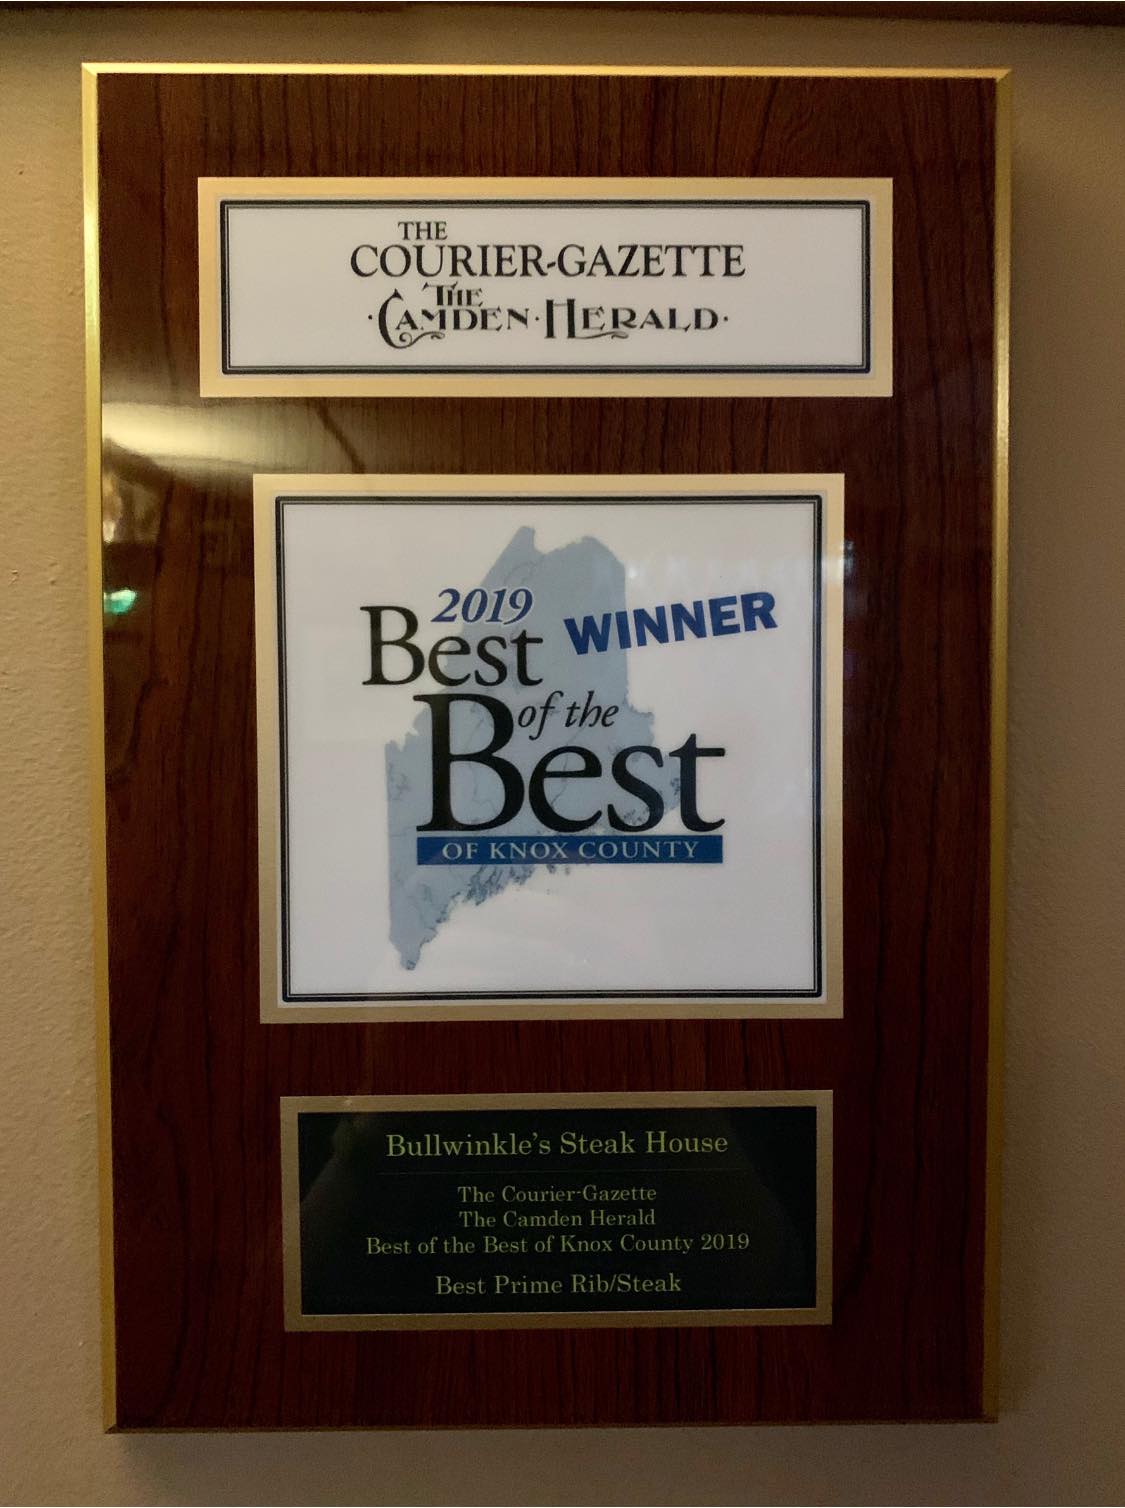 THE
COURIER-GAZETTE
THE
·CAMDEN·HERALD·
2019
Best
WINNER
of the
Best
OF KNOX COUNTY
Bullwinkle's Steak House
The Courier-Gazette
The Camden Herald
Best of the Best of Knox County 2019
Best Prime Rib/Steak